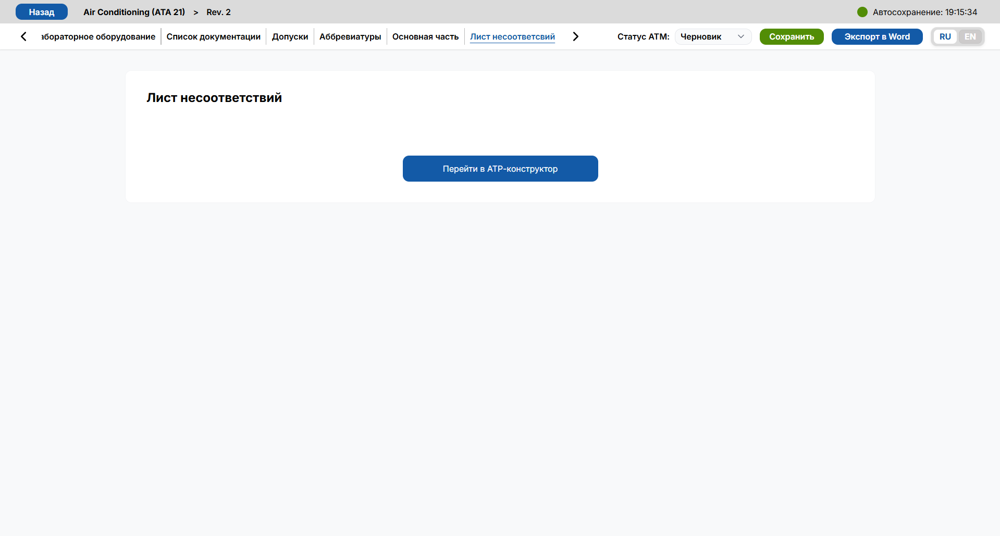 Назад Air Conditioning (ATA 21) > Rev. 2 Автосохранение: 19:15:34
абораторное оборудование Список документации Допуски Аббревиатуры Основная часть Лист несоответсвий Статус АТМ: Черновик Сохранить Экспорт в Word RU EN
Лист несоответствий
Перейти в АТР-конструктор